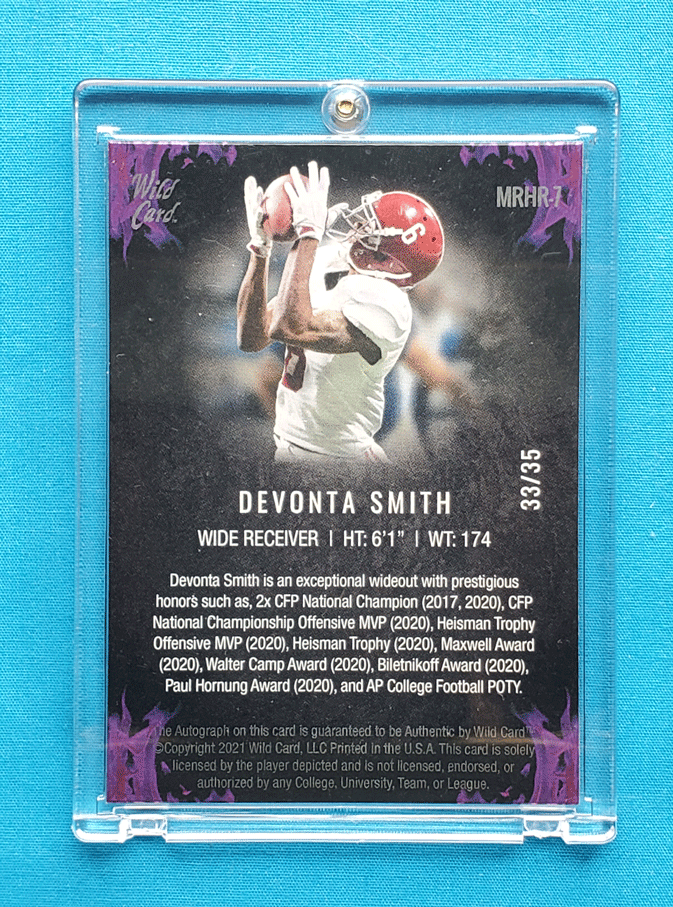 Wild
Card
MRHR-7
6
33/35
DEVONTA SMITH
WIDE RECEIVER | HT: 6'1" | WT: 174
Devonta Smith is an exceptional wideout with prestigious
honors such as, 2x CFP National Champion (2017, 2020), CFP
National Championship Offensive MVP (2020), Heisman Trophy
Offensive MVP (2020), Heisman Trophy (2020), Maxwell Award
(2020), Walter Camp Award (2020), Biletnikoff Award (2020),
Paul Hornung Award (2020), and AP College Football POTY.
The Autograph on this card is guaranteed to be Authentic by Wild Card™
©Copyright 2021 Wild Card, LLC Printed in the U.S.A. This card is solely
licensed by the player depicted and is not licensed, endorsed, or
authorized by any College, University, Team, or League.